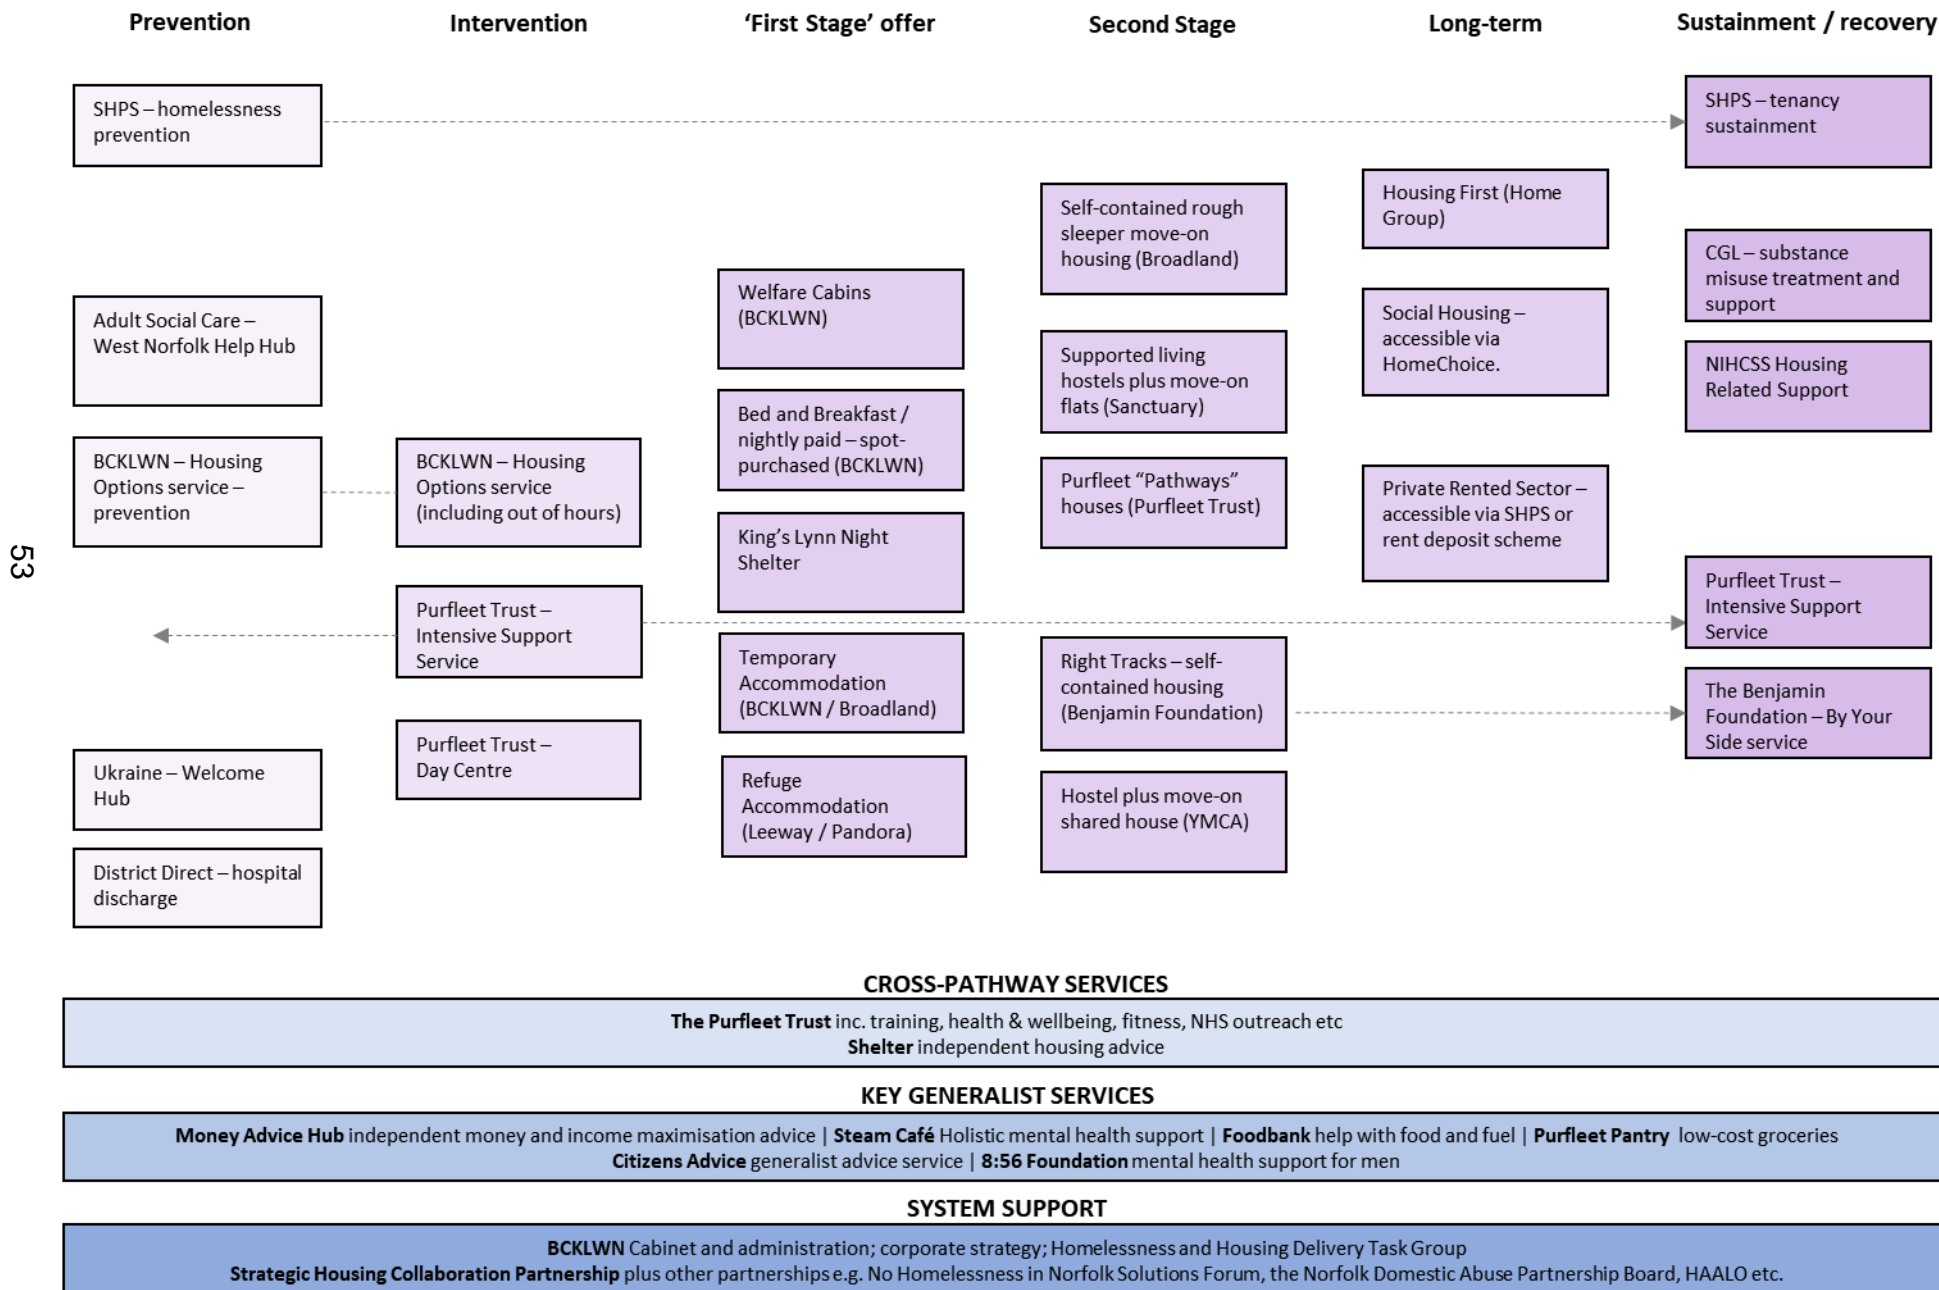 Prevention
Intervention
‘First Stage’ offer
Second Stage
Long-term
Sustainment / recovery
SHPS – homelessness
prevention
Adult Social Care –
West Norfolk Help Hub
BCKLWN – Housing
Options service –
prevention
Ukraine – Welcome
Hub
District Direct – hospital
discharge
BCKLWN – Housing
Options service
(including out of hours)
Purfleet Trust –
Intensive Support
Service
Purfleet Trust –
Day Centre
Welfare Cabins
(BCKLWN)
Bed and Breakfast /
nightly paid – spot-
purchased (BCKLWN)
King’s Lynn Night
Shelter
Temporary
Accommodation
(BCKLWN / Broadland)
Refuge
Accommodation
(Leeway / Pandora)
Self-contained rough
sleeper move-on
housing (Broadland)
Supported living
hostels plus move-on
flats (Sanctuary)
Purfleet “Pathways”
houses (Purfleet Trust)
Right Tracks – self-
contained housing
(Benjamin Foundation)
Hostel plus move-on
shared house (YMCA)
Housing First (Home
Group)
Social Housing –
accessible via
HomeChoice.
Private Rented Sector –
accessible via SHPS or
rent deposit scheme
SHPS – tenancy
sustainment
CGL – substance
misuse treatment and
support
NIHCSS Housing
Related Support
Purfleet Trust –
Intensive Support
Service
The Benjamin
Foundation – By Your
Side service
53
CROSS-PATHWAY SERVICES
The Purfleet Trust inc. training, health & wellbeing, fitness, NHS outreach etc
Shelter independent housing advice
KEY GENERALIST SERVICES
Money Advice Hub independent money and income maximisation advice | Steam Café Holistic mental health support | Foodbank help with food and fuel | Purfleet Pantry low-cost groceries
Citizens Advice generalist advice service | 8:56 Foundation mental health support for men
SYSTEM SUPPORT
BCKLWN Cabinet and administration; corporate strategy; Homelessness and Housing Delivery Task Group
Strategic Housing Collaboration Partnership plus other partnerships e.g. No Homelessness in Norfolk Solutions Forum, the Norfolk Domestic Abuse Partnership Board, HAALO etc.